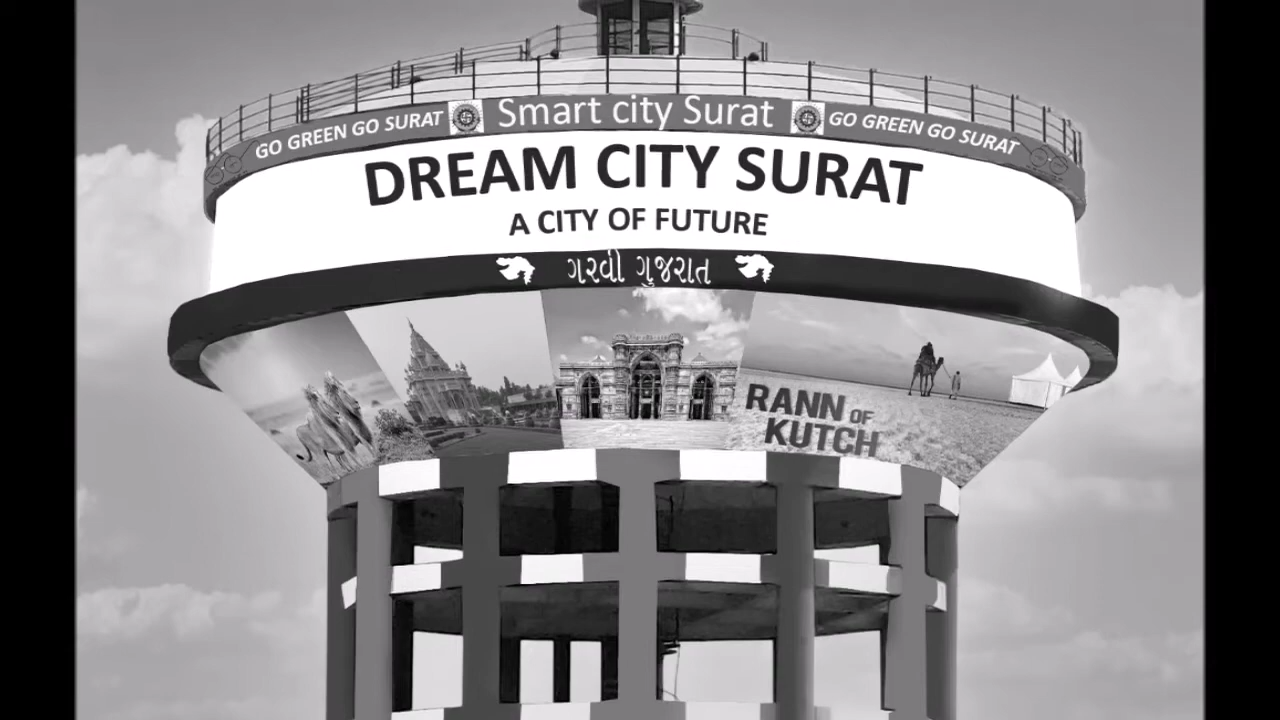 Smart city Surat
GO GREEN GO SURAT
GO GREEN GO SURAT
DREAM CITY SURAT
A CITY OF FUTURE
ગરવી ગુજરાત
RANN OF
KUTCH